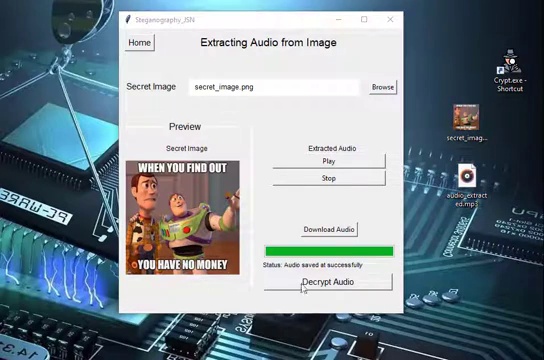 Steganography_JSN
Home
Extracting Audio from Image
Secret Image
secret_image.png
Browse
Preview
Secret Image
WHEN YOU FIND OUT
YOU HAVE NO MONEY
Extracted Audio
Play
Stop
Download Audio
Status: Audio saved at successfully
Decrypt Audio
Crypt.exe -
Shortcut
secret_imag...
audio_extract
ed.mp3
PC-WARE